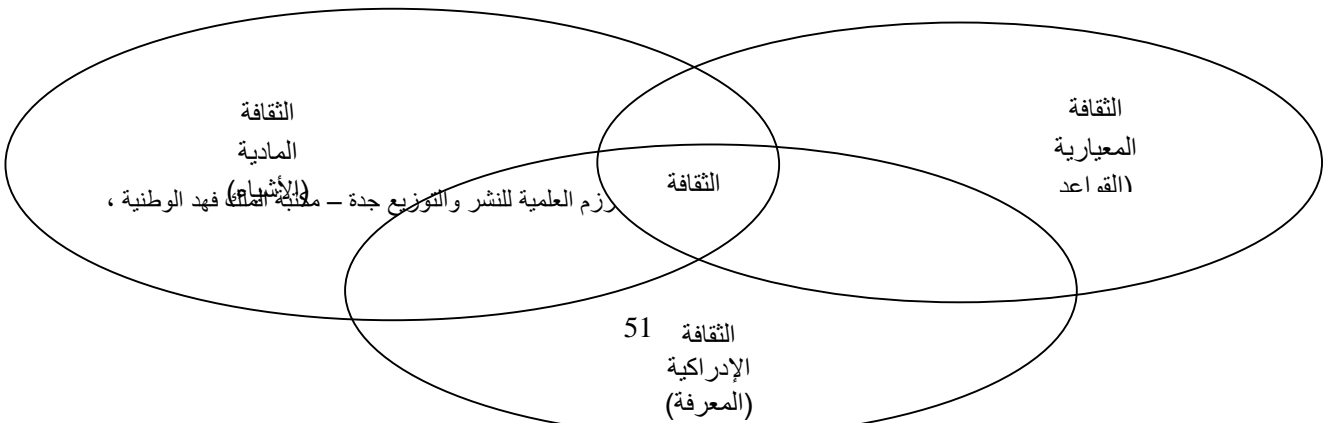 الثقافة
المعيارية
(القواعد
الثقافة
المادية
(الأشياء)
الثقافة
رزم العلمية للنشر والتوزيع جدة – مكتبة الملك فهد الوطنية ،
51
الثقافة
الإدراكية
(المعرفة)